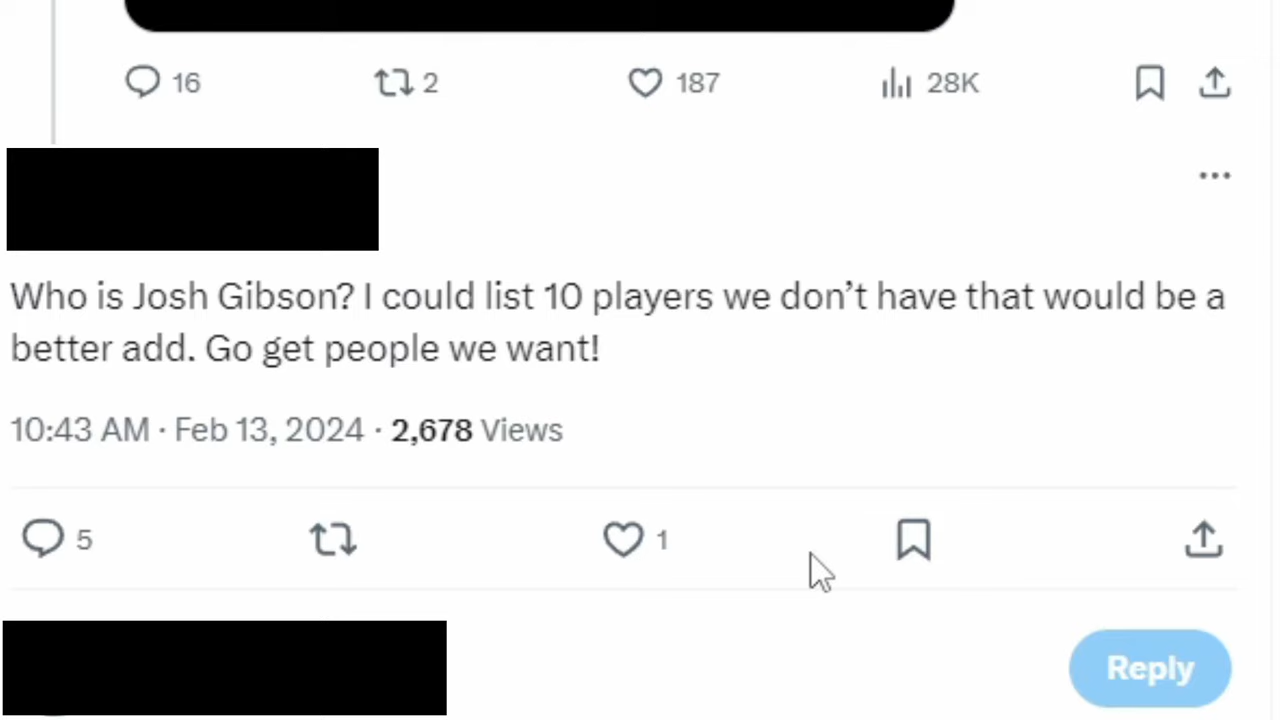 16 2 187 28K
Who is Josh Gibson? I could list 10 players we don’t have that would be a
better add. Go get people we want!
10:43 AM · Feb 13, 2024 · 2,678 Views
5 1
Reply